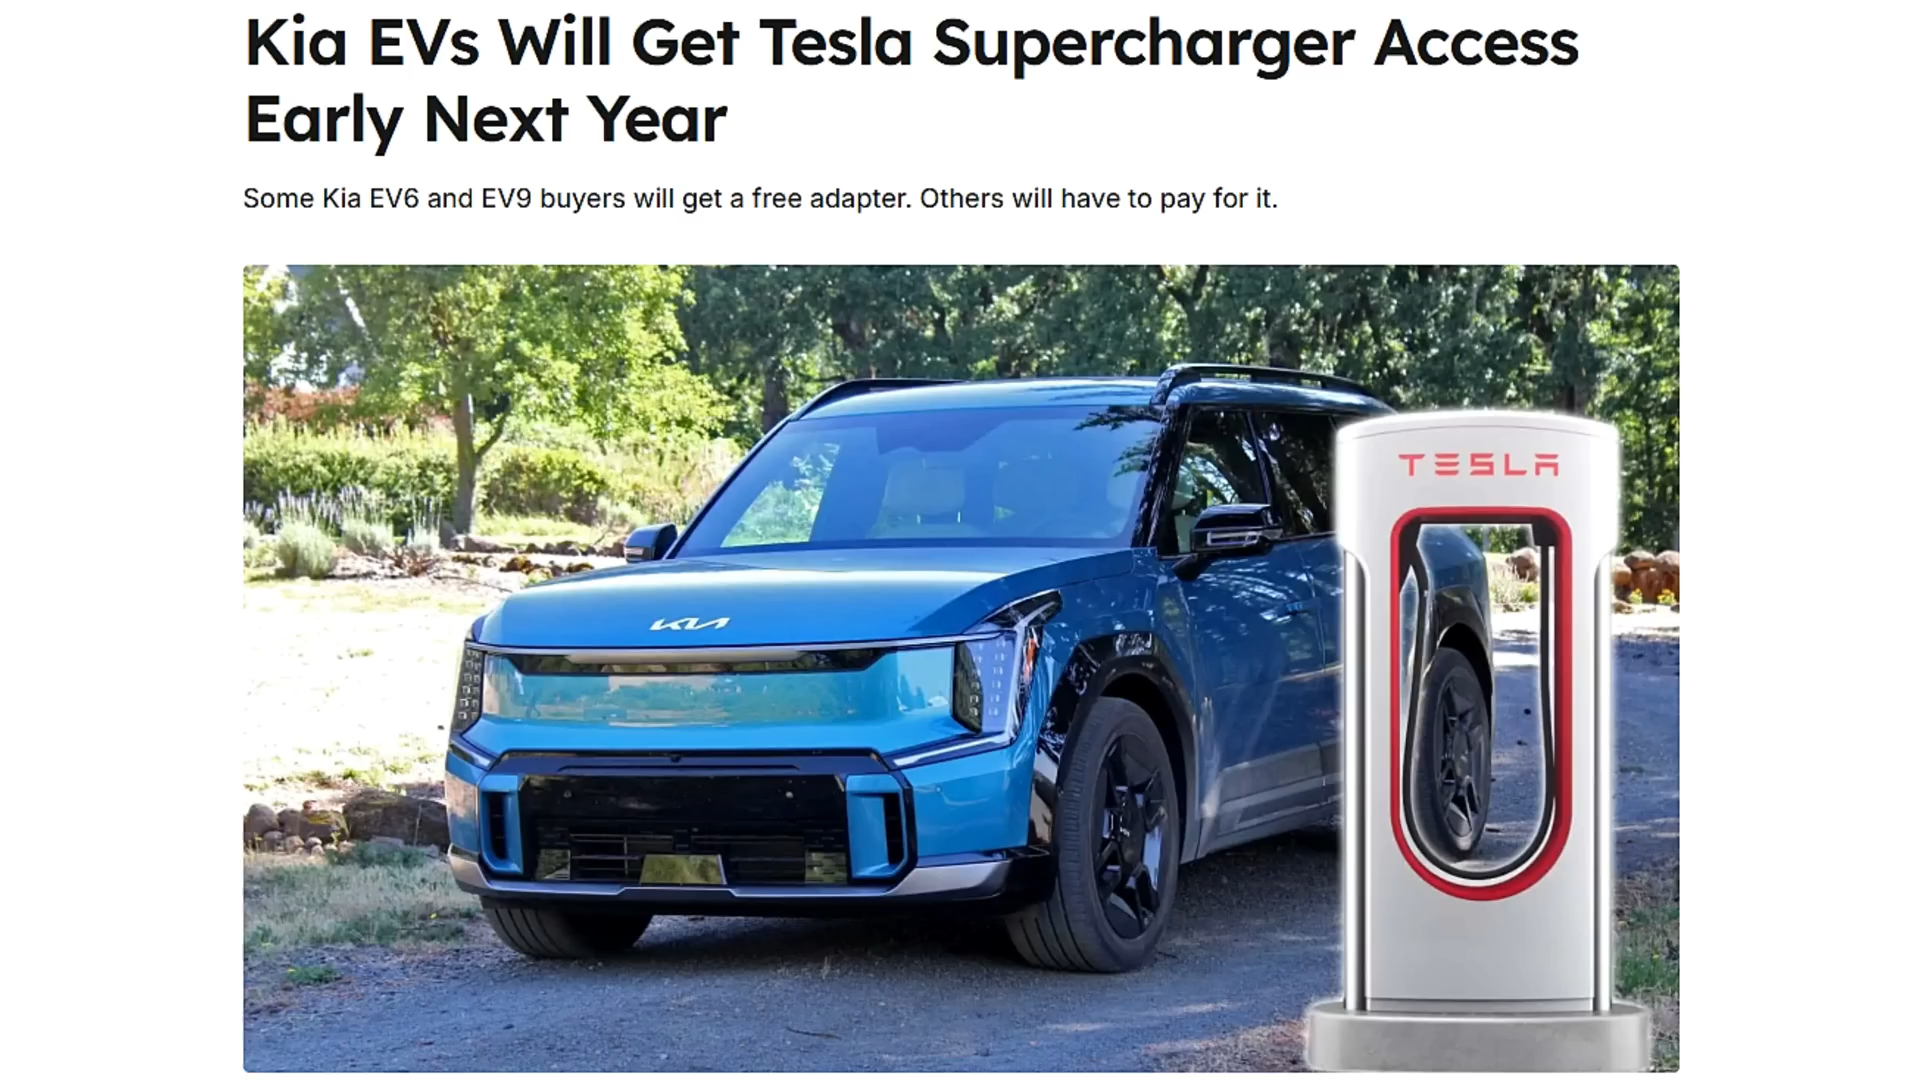 Kia EVs Will Get Tesla Supercharger Access
Early Next Year
Some Kia EV6 and EV9 buyers will get a free adapter. Others will have to pay for it.
KIA
TESLA